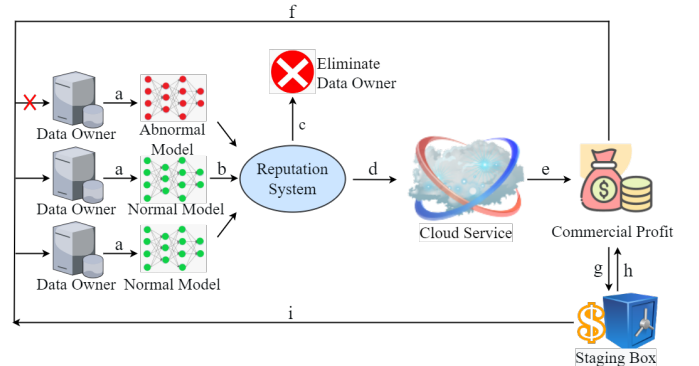 f
a
Data Owner
Abnormal
Model
Eliminate
Data Owner
c
a
Data Owner
Normal Model
b
Reputation
System
d
Cloud Service
e
$
Commercial Profit
a
Data Owner
Normal Model
g
h
i
$
Staging Box